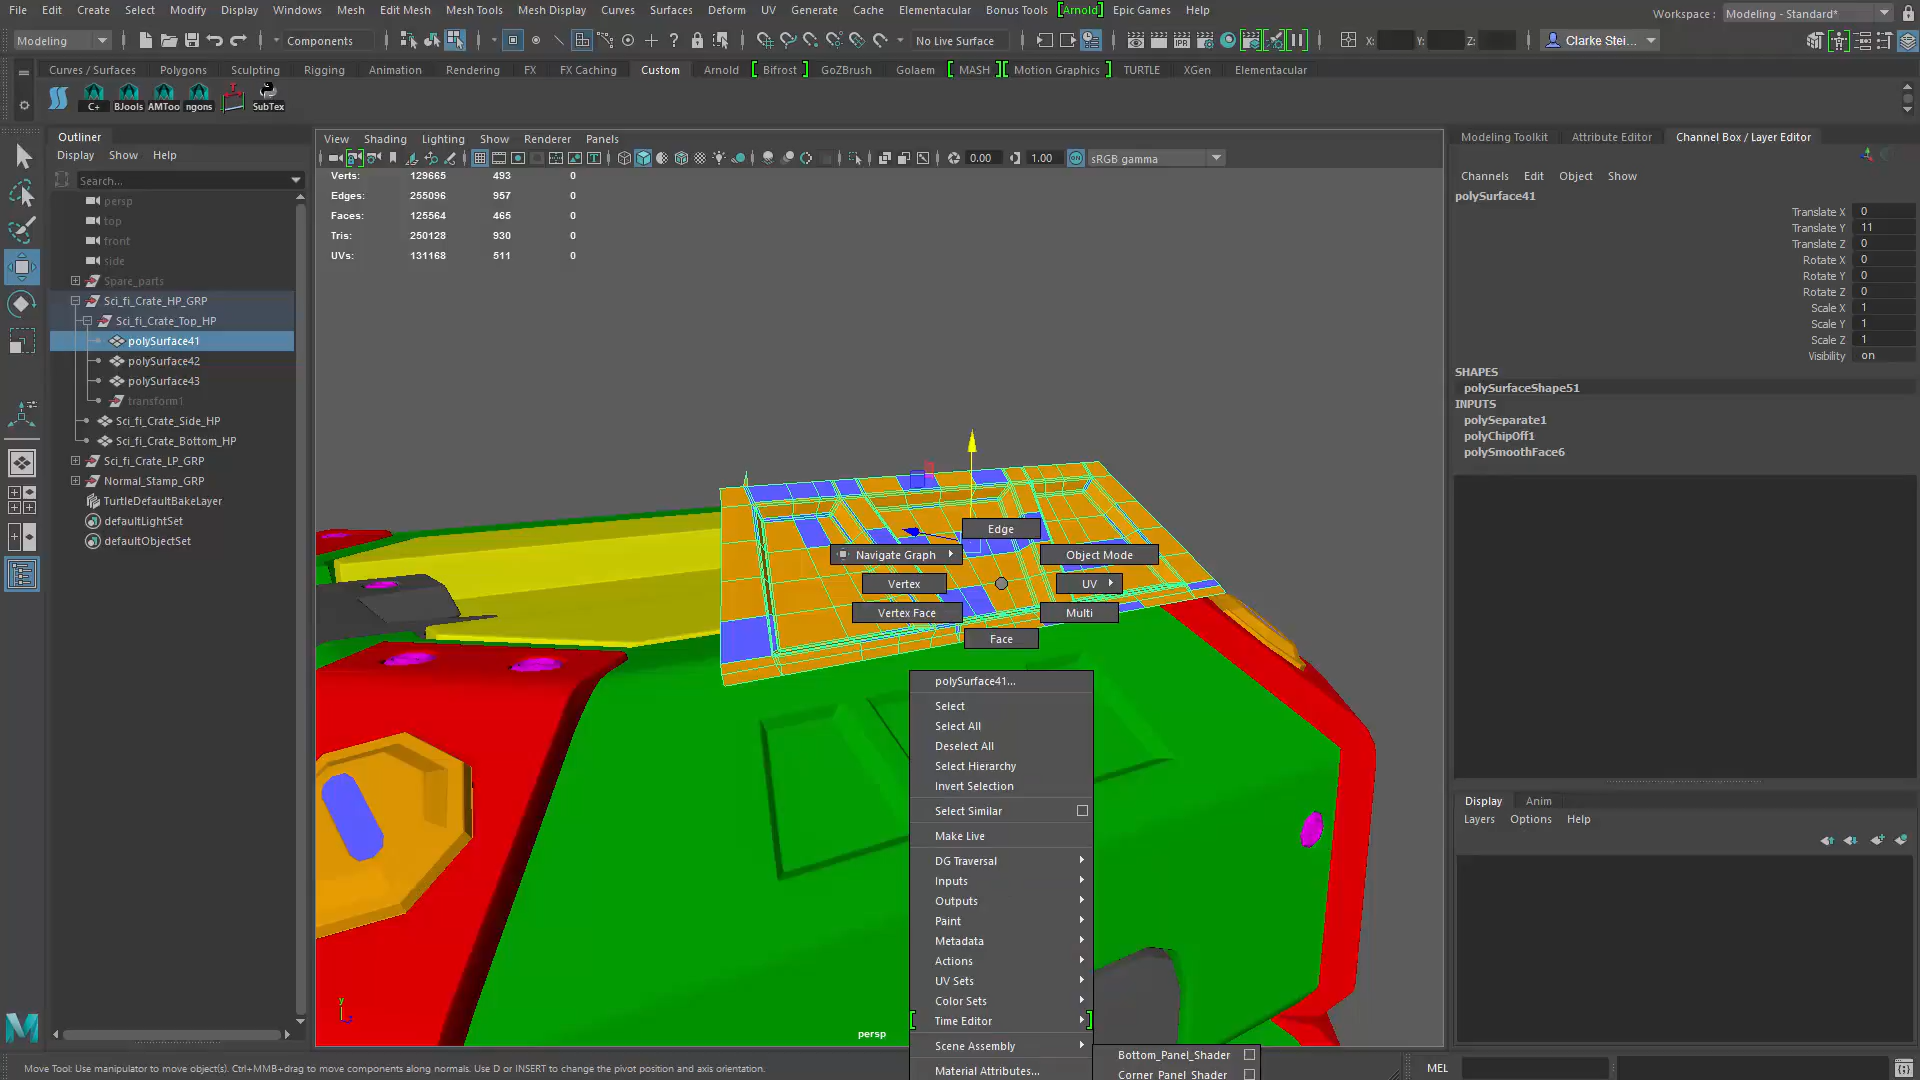 File Edit Create Select Modify Display Windows Mesh Edit Mesh Mesh Tools Mesh Display Curves Surfaces Deform UV Generate Cache Elementacular Bonus Tools Arnold Epic Games Help
Workspace : Modeling - Standard*
Modeling Components No Live Surface X: Y: Z: Clarke Stei...
Curves / Surfaces Polygons Sculpting Rigging Animation Rendering FX FX Caching Custom Arnold Bifrost GoZBrush Golaem MASH Motion Graphics TURTLE XGen Elementacular
C+ BJools AMToo ngons SubTex
Outliner
Display Show Help
Search...
persp
top
front
side
Spare_parts
Sci_fi_Crate_HP_GRP
Sci_fi_Crate_Top_HP
polySurface41
polySurface42
polySurface43
transform1
Sci_fi_Crate_Side_HP
Sci_fi_Crate_Bottom_HP
Sci_fi_Crate_LP_GRP
Normal_Stamp_GRP
TurtleDefaultBakeLayer
defaultLightSet
defaultObjectSet
View Shading Lighting Show Renderer Panels
0.00 1.00 sRGB gamma
Verts: 129665 493 0
Edges: 255096 957 0
Faces: 125564 465 0
Tris: 250128 930 0
UVs: 131168 511 0
Edge
Navigate Graph
Object Mode
Vertex
UV
Vertex Face
Multi
Face
polySurface41...
Select
Select All
Deselect All
Select Hierarchy
Invert Selection
Select Similar
Make Live
DG Traversal
Inputs
Outputs
Paint
Metadata
Actions
UV Sets
Color Sets
Time Editor
Scene Assembly
Material Attributes...
Bottom_Panel_Shader
Corner_Panel_Shader
y
persp
Modeling Toolkit Attribute Editor Channel Box / Layer Editor
Channels Edit Object Show
polySurface41
Translate X 0
Translate Y 11
Translate Z 0
Rotate X 0
Rotate Y 0
Rotate Z 0
Scale X 1
Scale Y 1
Scale Z 1
Visibility on
SHAPES
polySurfaceShape51
INPUTS
polySeparate1
polyChipOff1
polySmoothFace6
Display Anim
Layers Options Help
Move Tool: Use manipulator to move object(s). Ctrl+MMB+drag to move components along normals. Use D or INSERT to change the pivot position and axis orientation.
MEL